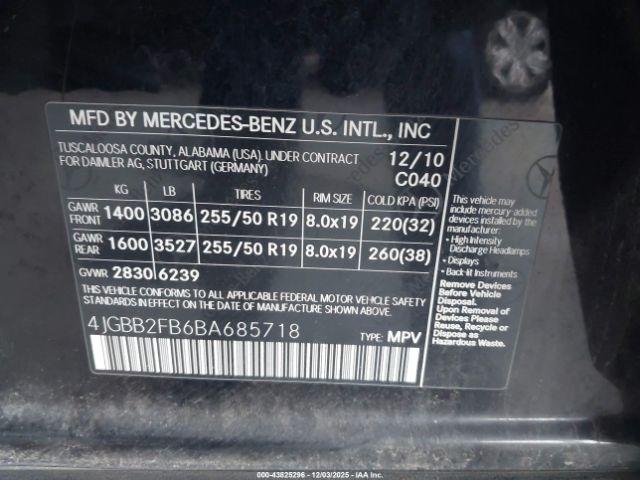 MFD BY MERCEDES-BENZ U.S. INTL., INC
TUSCALOOSA COUNTY, ALABAMA (USA). UNDER CONTRACT
FOR DAIMLER AG, STUTTGART (GERMANY)
12/10
C040
KG LB TIRES RIM SIZE COLD KPA (PSI)
GAWR FRONT 1400 3086 255/50 R19 8.0x19 220(32)
GAWR REAR 1600 3527 255/50 R19 8.0x19 260(38)
GVWR 2830 6239
THIS VEHICLE CONFORMS TO ALL APPLICABLE FEDERAL MOTOR VEHICLE SAFETY
STANDARDS IN EFFECT ON THE DATE OF MANUFACTURE SHOWN ABOVE.
4JGBB2FB6BA685718
TYPE: MPV
This vehicle may
include mercury-added
devices installed by the
manufacturer:
• High Intensity
Discharge Headlamps
• Displays
• Back-lit Instruments
Remove Devices
Before Vehicle
Disposal.
Upon Removal of
Devices Please
Reuse, Recycle or
Dispose as
Hazardous Waste.
Mercedes
© 000-43825296 - 12/03/2025 - IAA Inc.